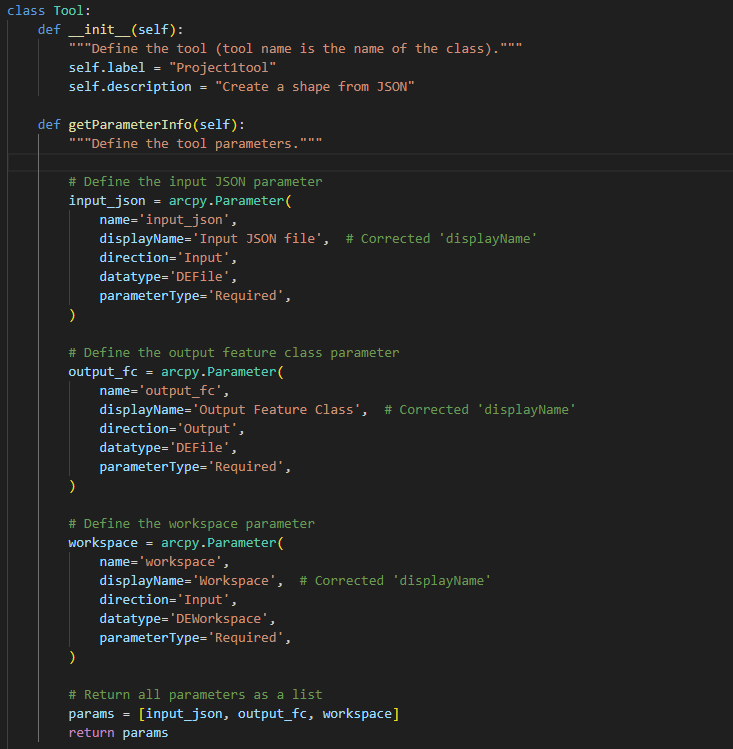 class Tool:
    def __init__(self):
        """Define the tool (tool name is the name of the class)."""
        self.label = "Project1tool"
        self.description = "Create a shape from JSON"

    def getParameterInfo(self):
        """Define the tool parameters."""

        # Define the input JSON parameter
        input_json = arcpy.Parameter(
            name='input_json',
            displayName='Input JSON file',  # Corrected 'displayName'
            direction='Input',
            datatype='DEFile',
            parameterType='Required',
        )

        # Define the output feature class parameter
        output_fc = arcpy.Parameter(
            name='output_fc',
            displayName='Output Feature Class',  # Corrected 'displayName'
            direction='Output',
            datatype='DEFile',
            parameterType='Required',
        )

        # Define the workspace parameter
        workspace = arcpy.Parameter(
            name='workspace',
            displayName='Workspace',  # Corrected 'displayName'
            direction='Input',
            datatype='DEWorkspace',
            parameterType='Required',
        )

        # Return all parameters as a list
        params = [input_json, output_fc, workspace]
        return params